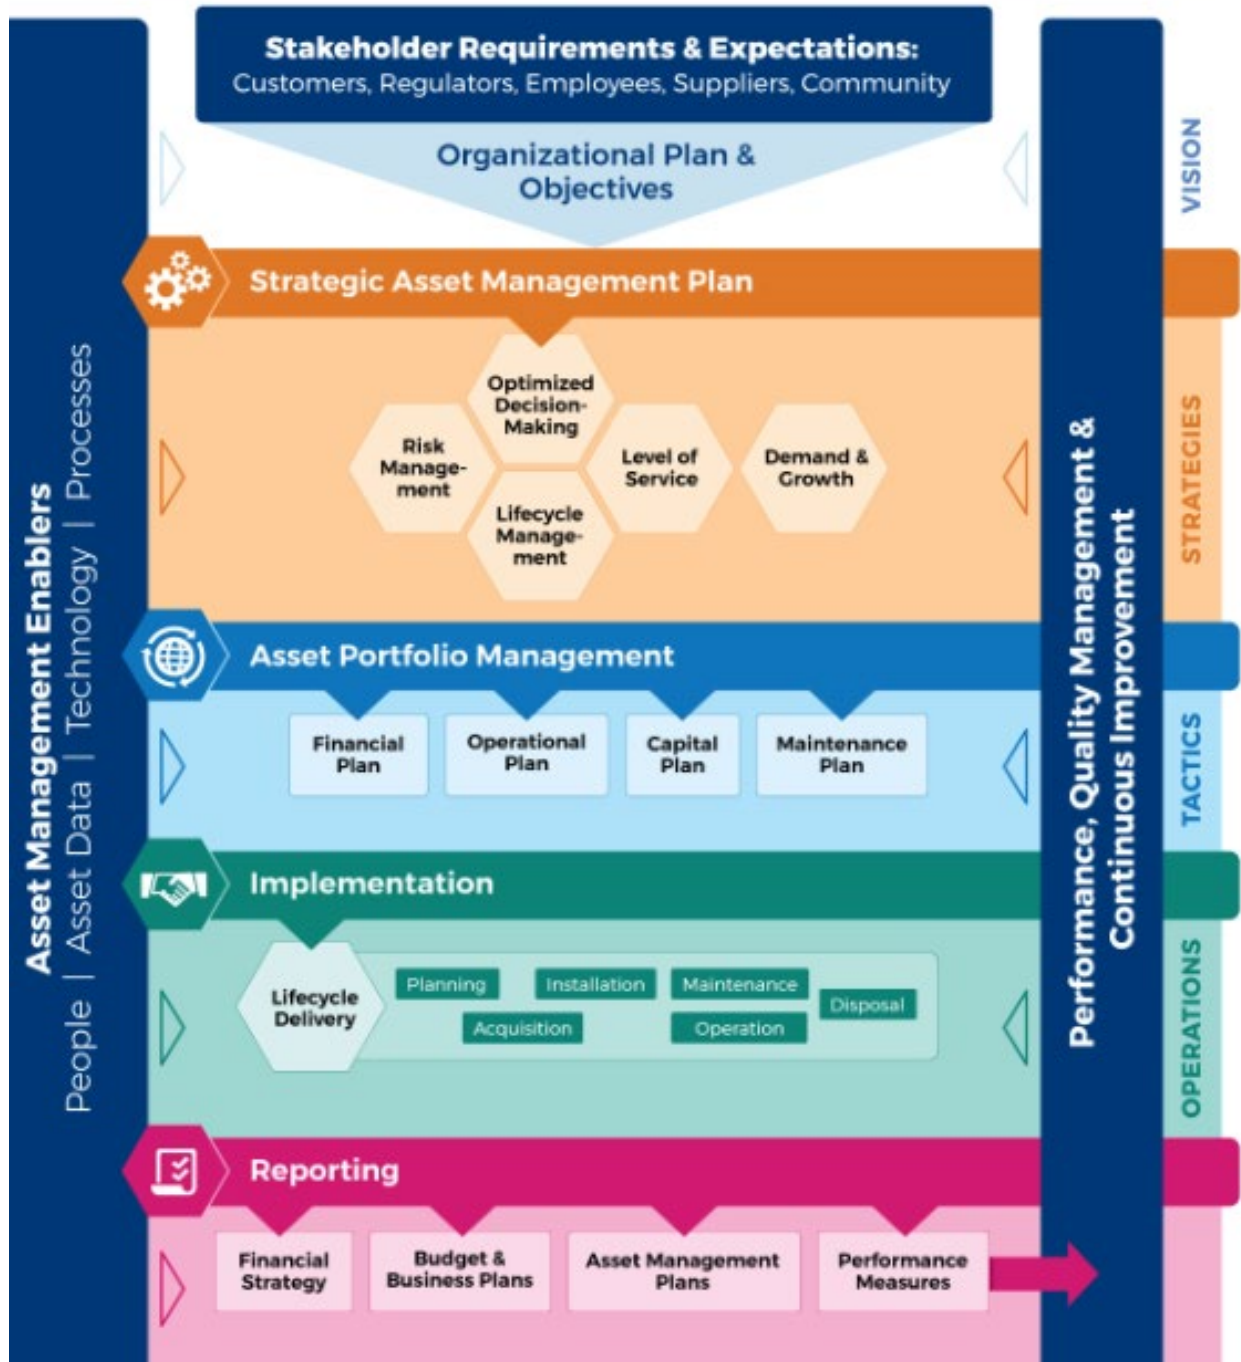 Stakeholder Requirements & Expectations:
Customers, Regulators, Employees, Suppliers, Community
Organizational Plan &
Objectives
VISION
Strategic Asset Management Plan
Optimized
Decision-
Making
Risk
Manage-
ment
Level of
Service
Demand &
Growth
Lifecycle
Manage-
ment
STRATEGIES
Asset Portfolio Management
Financial
Plan
Operational
Plan
Capital
Plan
Maintenance
Plan
TACTICS
Implementation
Lifecycle
Delivery
Planning
Installation
Maintenance
Disposal
Acquisition
Operation
OPERATIONS
Reporting
Financial
Strategy
Budget &
Business Plans
Asset Management
Plans
Performance
Measures
Asset Management Enablers
People | Asset Data | Technology | Processes
Performance, Quality Management &
Continuous Improvement